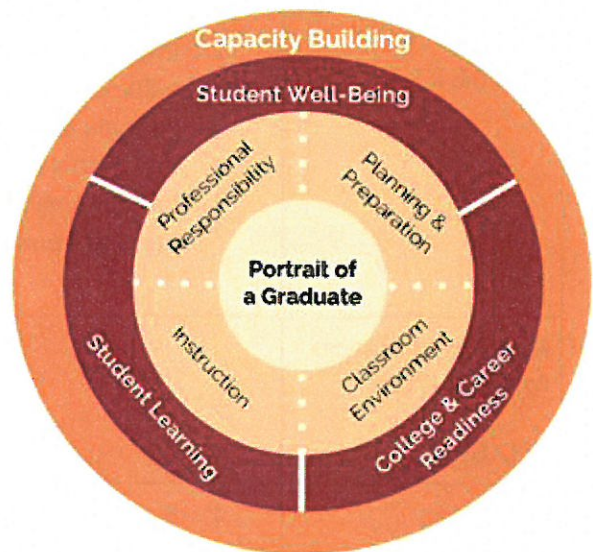 Capacity Building
Student Well-Being
Professional
Responsibility
Planning &
Preparation
Portrait of
a Graduate
Instruction
Classroom
Environment
Student Learning
College & Career
Readiness